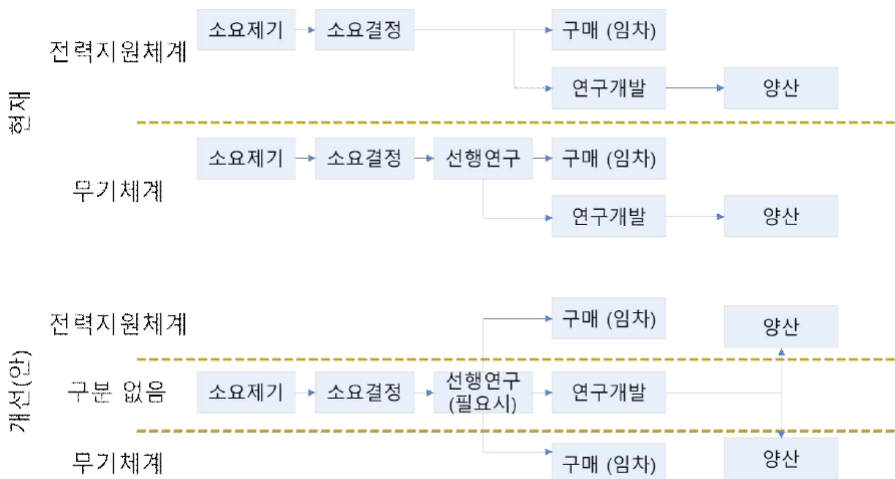 현재
전력지원체계
소요제기
소요결정
구매 (임차)
연구개발
양산
무기체계
소요제기
소요결정
선행연구
구매 (임차)
연구개발
양산
개선(안)
전력지원체계
구매 (임차)
양산
구분 없음
소요제기
소요결정
선행연구
(필요시)
연구개발
무기체계
구매 (임차)
양산